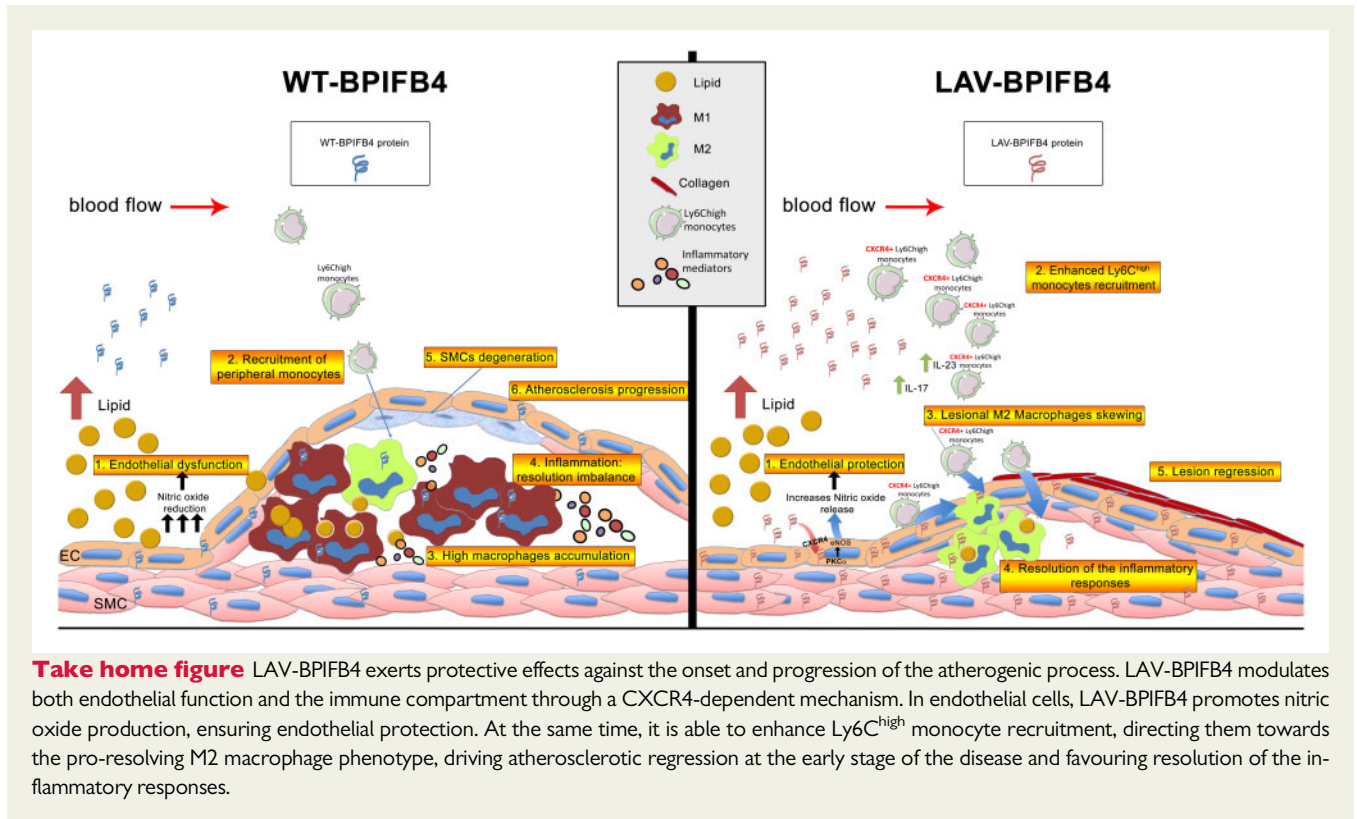 WT-BPIFB4
WT-BPIFB4 protein
blood flow
Ly6Chigh
monocytes
2. Recruitment of
peripheral monocytes
5. SMCs degeneration
6. Atherosclerosis progression
Lipid
1. Endothelial dysfunction
Nitric oxide
reduction
4. Inflammation:
resolution imbalance
3. High macrophages accumulation
EC
SMC
Lipid
M1
M2
Collagen
Ly6Chigh
monocytes
Inflammatory
mediators
LAV-BPIFB4
LAV-BPIFB4 protein
blood flow
CXCR4+ Ly6Chigh
monocytes
CXCR4+ Ly6Chigh
monocytes
CXCR4+ Ly6Chigh
monocytes
2. Enhanced Ly6Chigh
monocytes recruitment
IL-23
CXCR4+ Ly6Chigh
monocytes
IL-17
Lipid
3. Lesional M2 Macrophages skewing
CXCR4+ Ly6Chigh
monocytes
1. Endothelial protection
5. Lesion regression
Increases Nitric oxide
release
CXCR4+ Ly6Chigh
monocytes
CXCR4
eNOS
PKCα
4. Resolution of the inflammatory
responses
Take home figure LAV-BPIFB4 exerts protective effects against the onset and progression of the atherogenic process. LAV-BPIFB4 modulates
both endothelial function and the immune compartment through a CXCR4-dependent mechanism. In endothelial cells, LAV-BPIFB4 promotes nitric
oxide production, ensuring endothelial protection. At the same time, it is able to enhance Ly6Chigh monocyte recruitment, directing them towards
the pro-resolving M2 macrophage phenotype, driving atherosclerotic regression at the early stage of the disease and favouring resolution of the in-
flammatory responses.